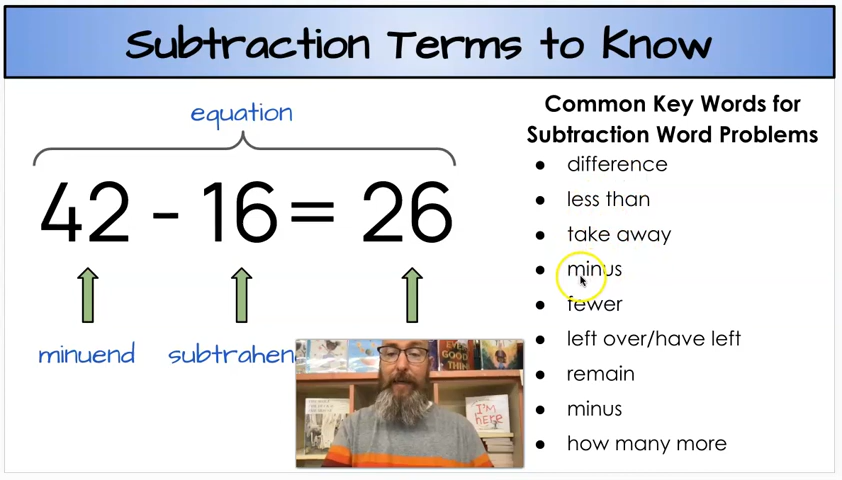 Subtraction Terms to Know
equation
42 - 16 = 26
minuend
Common Key Words for
Subtraction Word Problems
● difference
● less than
● take away
● minus
● fewer
● left over/have left
● remain
● minus
● how many more
I'M
here